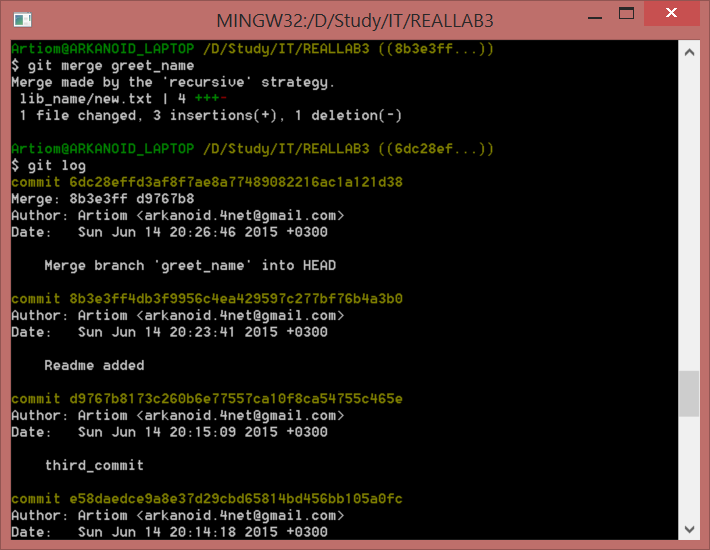 MINGW32:/D/Study/IT/REALLAB3
Artiom@ARKANOID_LAPTOP /D/Study/IT/REALLAB3 ((8b3e3ff...))
$ git merge greet_name
Merge made by the 'recursive' strategy.
 lib_name/new.txt | 4 +++-
 1 file changed, 3 insertions(+), 1 deletion(-)
Artiom@ARKANOID_LAPTOP /D/Study/IT/REALLAB3 ((6dc28ef...))
$ git log
commit 6dc28effd3af8f7ae8a77489082216ac1a121d38
Merge: 8b3e3ff d9767b8
Author: Artiom <arkanoid.4net@gmail.com>
Date:   Sun Jun 14 20:26:46 2015 +0300
    Merge branch 'greet_name' into HEAD
commit 8b3e3ff4db3f9956c4ea429597c277bf76b4a3b0
Author: Artiom <arkanoid.4net@gmail.com>
Date:   Sun Jun 14 20:23:41 2015 +0300
    Readme added
commit d9767b8173c260b6e77557ca10f8ca54755c465e
Author: Artiom <arkanoid.4net@gmail.com>
Date:   Sun Jun 14 20:15:09 2015 +0300
    third_commit
commit e58daedce9a8e37d29cbd65814bd456bb105a0fc
Author: Artiom <arkanoid.4net@gmail.com>
Date:   Sun Jun 14 20:14:18 2015 +0300